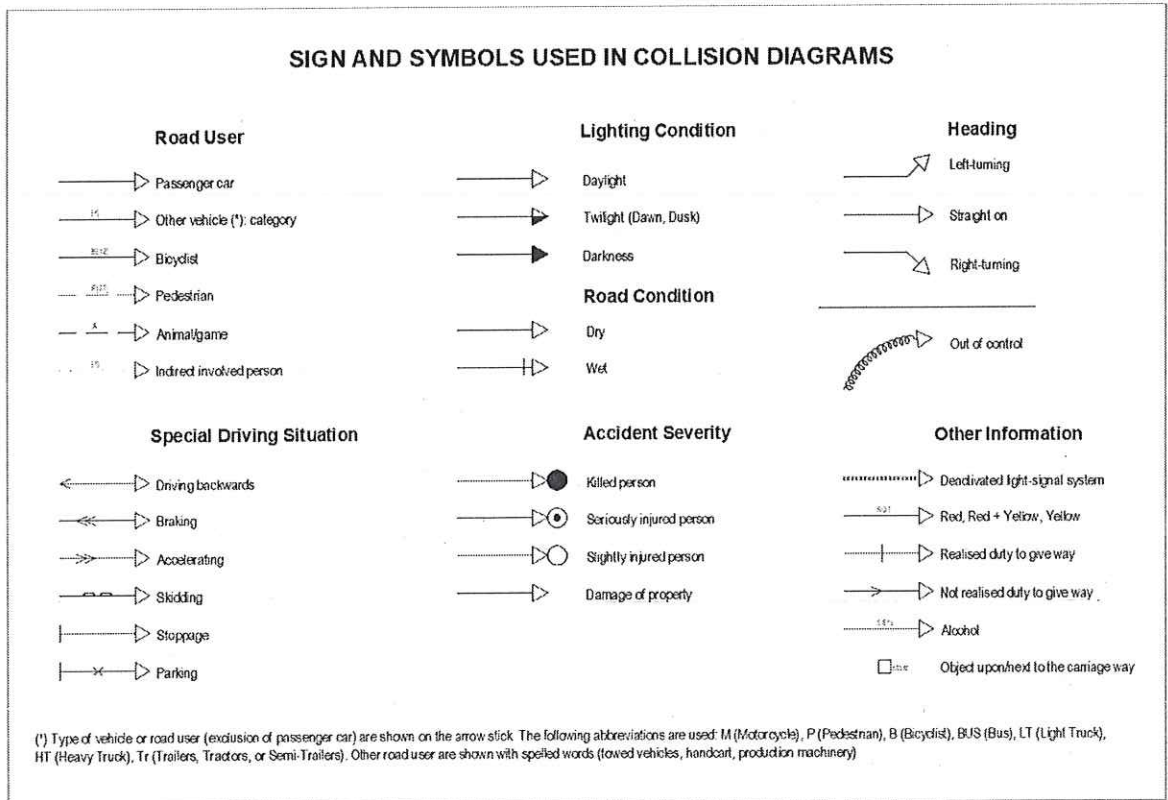 SIGN AND SYMBOLS USED IN COLLISION DIAGRAMS
Road User
Passenger car
Other vehicle (*): category
Bicyclist
Pedestrian
A
Animal/game
Indirect involved person
Lighting Condition
Daylight
Twilight (Dawn, Dusk)
Darkness
Road Condition
Dry
Wet
Heading
Left-turning
Straight on
Right-turning
Out of control
Special Driving Situation
Driving backwards
Braking
Accelerating
Skidding
Stoppage
Parking
Accident Severity
Killed person
Seriously injured person
Slightly injured person
Damage of property
Other Information
Deactivated light-signal system
Red, Red + Yellow, Yellow
Realised duty to give way
Not realised duty to give way
Alcohol
Object upon/next to the carriage way
(*) Type of vehicle or road user (exclusion of passenger car) are shown on the arrow stick. The following abbreviations are used: M (Motorcycle), P (Pedestrian), B (Bicyclist), BUS (Bus), LT (Light Truck),
HT (Heavy Truck), Tr (Trailers, Tractors, or Semi-Trailers). Other road user are shown with spelled words (towed vehicles, handcart, production machinery)